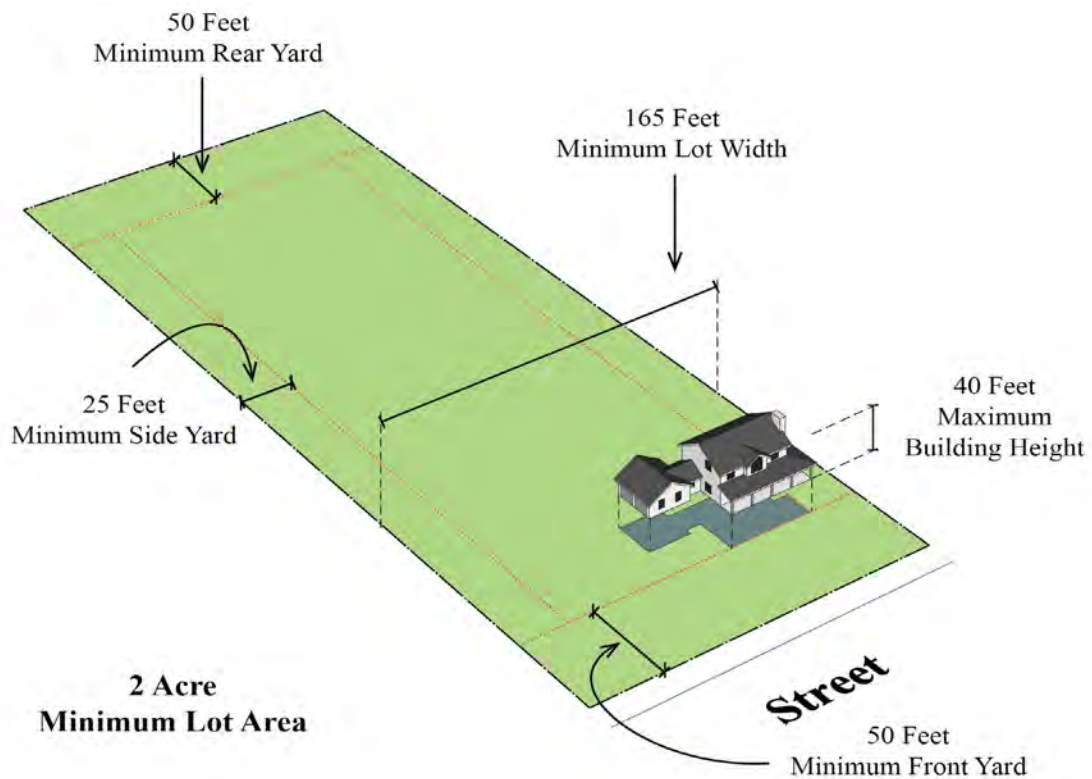 50 Feet
Minimum Rear Yard
165 Feet
Minimum Lot Width
25 Feet
Minimum Side Yard
40 Feet
Maximum
Building Height
2 Acre
Minimum Lot Area
Street
50 Feet
Minimum Front Yard